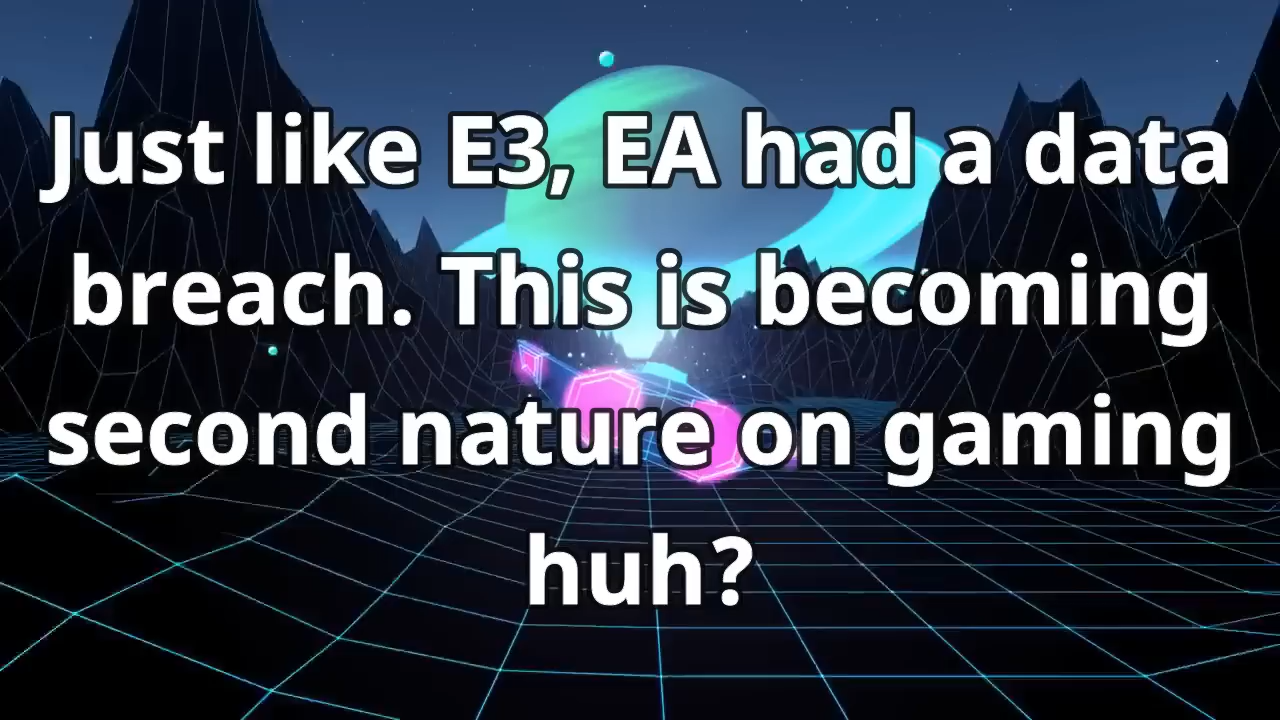 Just like E3, EA had a data
breach. This is becoming
second nature on gaming
huh?